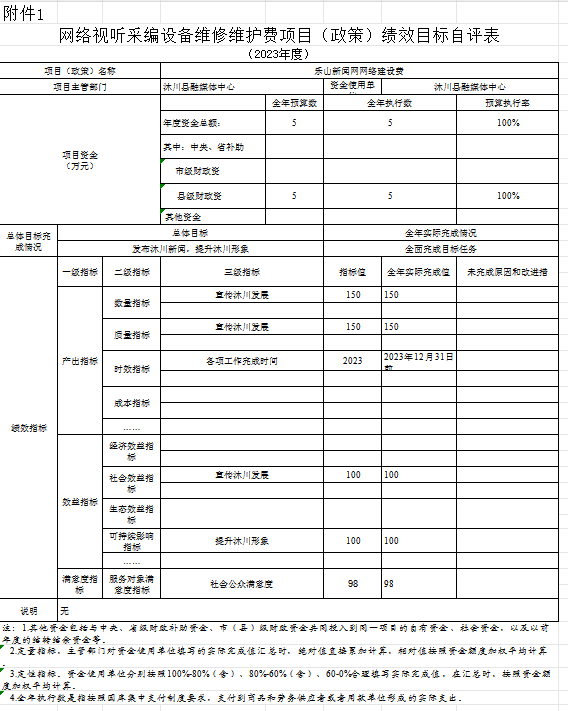 附件1
网络视听采编设备维修维护费项目（政策）绩效目标自评表
（2023年度）
项目（政策）名称 乐山新闻网网络建设费
项目主管部门 沐川县融媒体中心 资金使用单 沐川县融媒体中心
项目资金
（万元）
全年预算数 全年执行数 预算执行率
年度资金总额： 5 5 100%
其中：中央、省补助
市级财政资
县级财政资 5 5 100%
其他资金
总体目标完成情况 总体目标 全年实际完成情况
发布沐川新闻，提升沐川形象 全面完成目标任务
绩效指标
一级指标 二级指标 三级指标 指标值 全年实际完成值 未完成原因和改进措
产出指标
数量指标 宣传沐川发展 150 150
质量指标 宣传沐川发展 150 150
时效指标 各项工作完成时间 2023 2023年12月31日前
成本指标
……
效益指标
经济效益指标
社会效益指标 宣传沐川发展 100 100
生态效益指标
可持续影响指标 提升沐川形象 100 100
……
满意度指标 服务对象满意度指标 社会公众满意度 98 98
说明 无
注：1.其他资金包括与中央、省级财政补助资金、市（县）级财政资金共同投入到同一项目的自有资金、社会资金，以及以前
年度的结转结余资金等。
2.定量指标，主管部门对资金使用单位填写的实际完成值汇总时，绝对值直接累加计算，相对值按照资金额度加权平均计算
。
3.定性指标，资金使用单位分别按照100%-80%（含）、80%-60%（含）、60-0%合理填写实际完成值，在汇总时，按照资金额
度加权平均计算。
4.全年执行数是指按照国库集中支付制度要求，支付到商品和劳务供应者或者用款单位形成的实际支出。